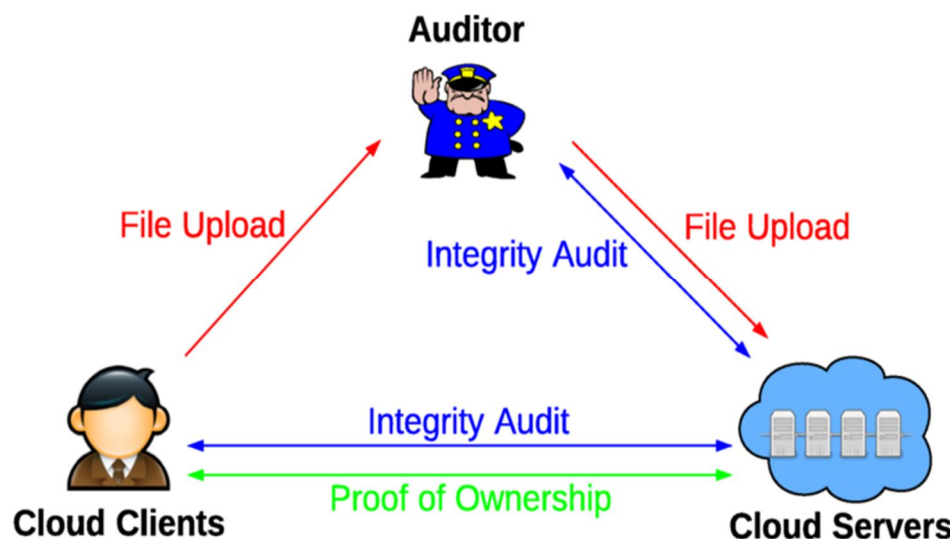 Auditor
File Upload
File Upload
Integrity Audit
Integrity Audit
Proof of Ownership
Cloud Clients
Cloud Servers